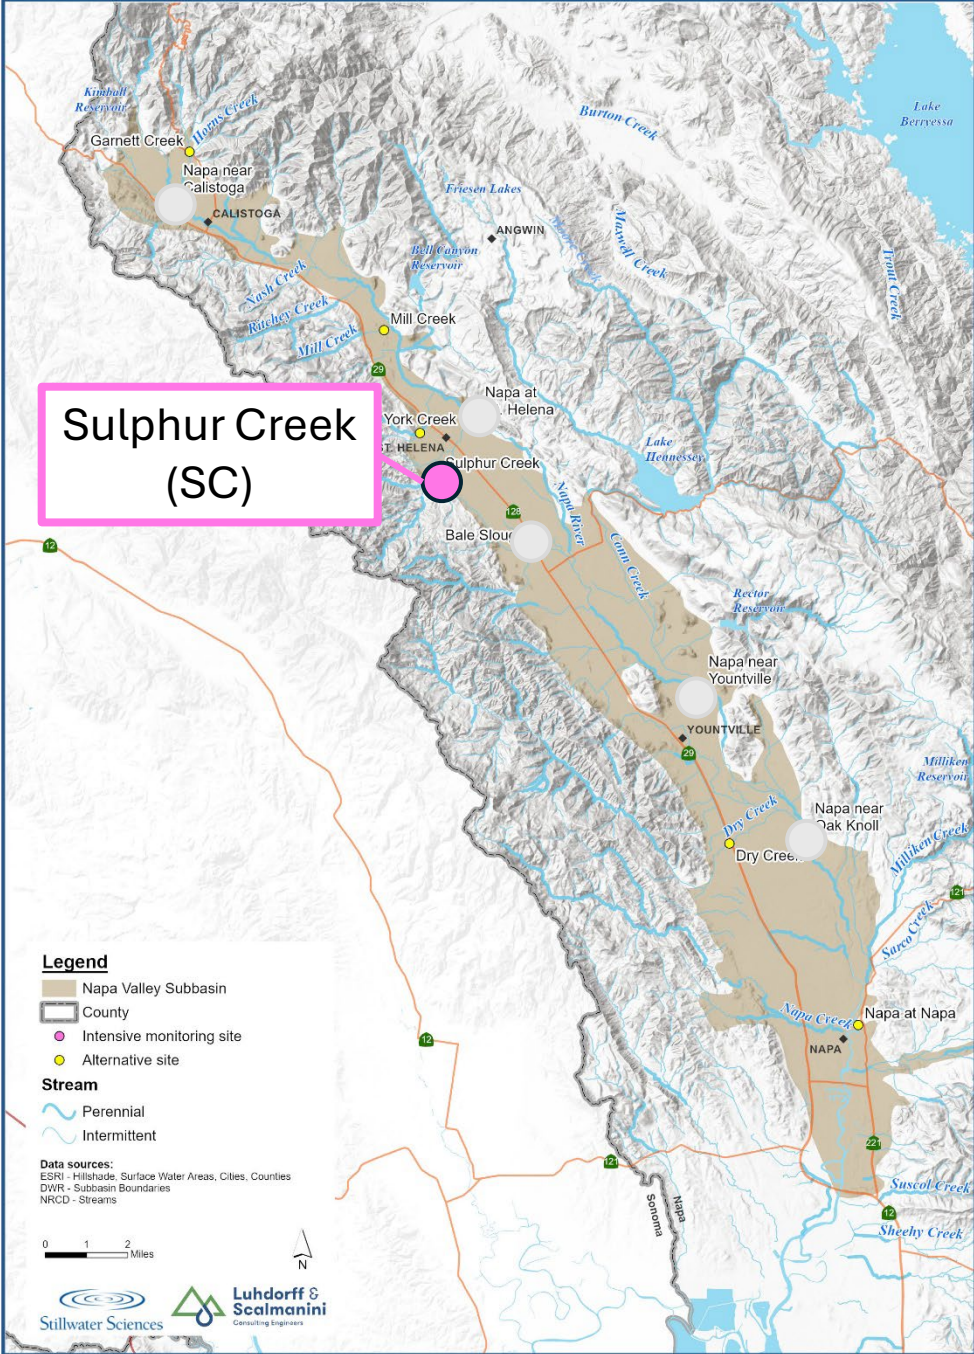 Kimball
Reservoir
Horns Creek
Garnett Creek
Napa near
Calistoga
CALISTOGA
Burton Creek
Lake
Berryessa
Friesen Lakes
ANGWIN
Bell Canyon
Reservoir
Maxwell Creek
Trout Creek
Nash Creek
Ritchey Creek
Mill Creek
Mill Creek
29
Napa at
. Helena
York Creek
ST. HELENA
Sulphur Creek
(SC)
Sulphur Creek
Lake
Hennessey
128
Napa River
Bale Sloug
Conn Creek
12
Rector
Reservoir
Napa near
Yountville
YOUNTVILLE
29
Milliken
Reservoir
Napa near
Oak Knoll
Dry Creek
Dry Creek
Milliken Creek
121
Sarco Creek
Napa Creek
Napa at Napa
NAPA
12
221
121
Suscol Creek
12
Sheehy Creek
Sonoma
Napa
Legend
Napa Valley Subbasin
County
Intensive monitoring site
Alternative site
Stream
Perennial
Intermittent
Data sources:
ESRI - Hillshade, Surface Water Areas, Cities, Counties
DWR - Subbasin Boundaries
NRCD - Streams
0 1 2
Miles
N
Stillwater Sciences
Luhdorff &
Scalmanini
Consulting Engineers